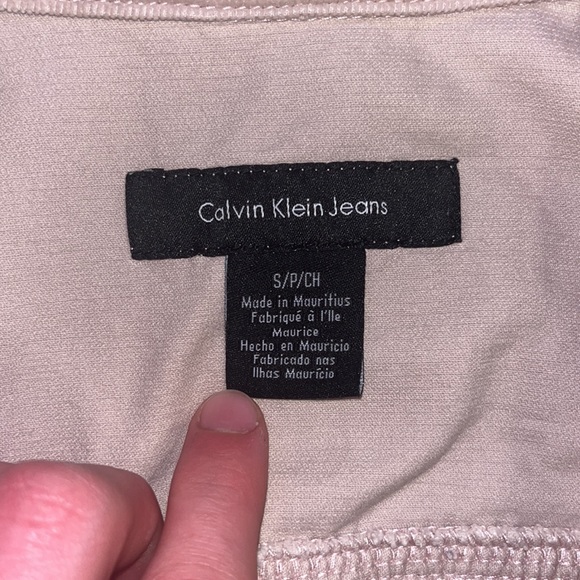 Calvin Klein Jeans
S/P/CH
Made in Mauritius
Fabriqué à l'Ile
Maurice
Hecho en Mauricio
Fabricado nas
Ilhas Maurício